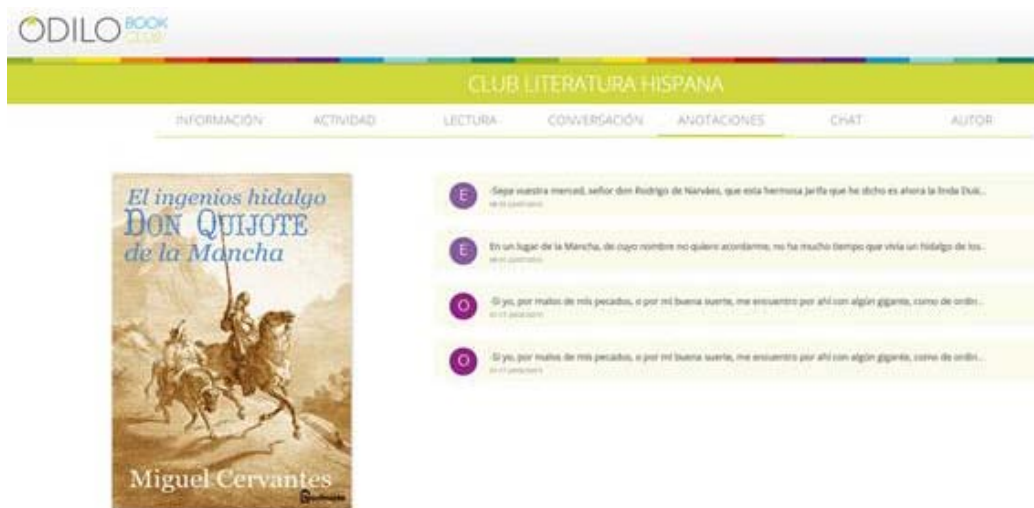 ODILO BOOK CLUB
CLUB LITERATURA HISPANA
INFORMACIÓN ACTIVIDAD LECTURA CONVERSACIÓN ANOTACIONES CHAT AUTOR
El ingenios hidalgo
DON QUIJOTE
de la Mancha
Miguel Cervantes
E -Sepa vuestra merced, señor don Rodrigo de Narváez, que esta hermosa Jarifa que he dicho es ahora la linda
E En un lugar de la Mancha, de cuyo nombre no quiero acordarme, no ha mucho tiempo que vivía un hidalgo de los..
O -Si yo, por malos de mis pecados, o por mi buena suerte, me encuentro por ahí con algún gigante, como de ordin...
O -Si yo, por malos de mis pecados, o por mi buena suerte, me encuentro por ahí con algún gigante, como de ordin...